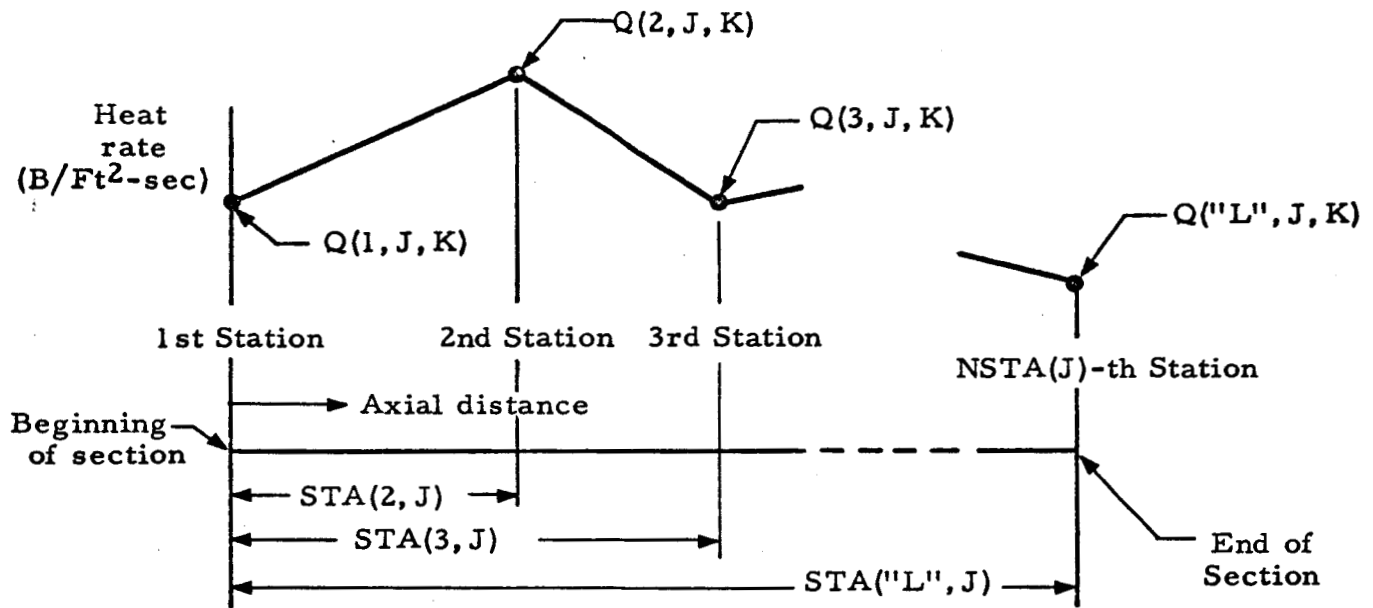 Q(2, J, K)
Heat
rate
(B/Ft2-sec)
Q(3, J, K)
Q(1, J, K)
Q("L", J, K)
1st Station
2nd Station
3rd Station
NSTA(J)-th Station
Axial distance
Beginning
of section
STA(2, J)
STA(3, J)
STA("L", J)
End of
Section